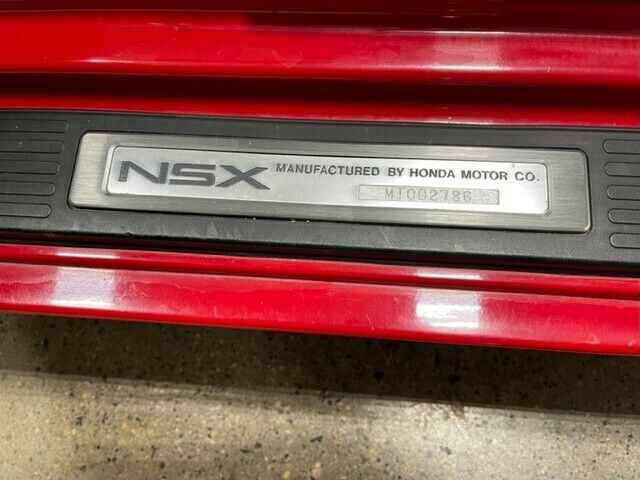 NSX MANUFACTURED BY HONDA MOTOR CO.
MT002786